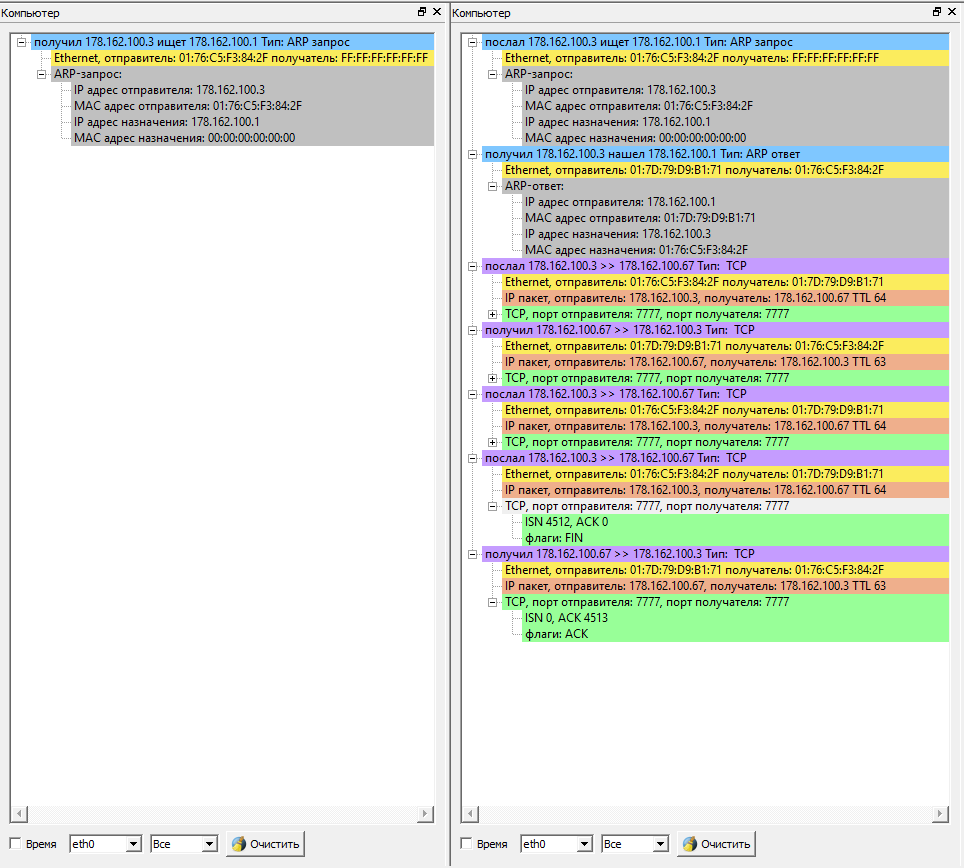 Компьютер
получил 178.162.100.3 ищет 178.162.100.1 Тип: ARP запрос
Ethernet, отправитель: 01:76:C5:F3:84:2F получатель: FF:FF:FF:FF:FF:FF
ARP-запрос:
IP адрес отправителя: 178.162.100.3
MAC адрес отправителя: 01:76:C5:F3:84:2F
IP адрес назначения: 178.162.100.1
MAC адрес назначения: 00:00:00:00:00:00
Время
eth0
Все
Очистить
Компьютер
послал 178.162.100.3 ищет 178.162.100.1 Тип: ARP запрос
Ethernet, отправитель: 01:76:C5:F3:84:2F получатель: FF:FF:FF:FF:FF:FF
ARP-запрос:
IP адрес отправителя: 178.162.100.3
MAC адрес отправителя: 01:76:C5:F3:84:2F
IP адрес назначения: 178.162.100.1
MAC адрес назначения: 00:00:00:00:00:00
получил 178.162.100.3 нашел 178.162.100.1 Тип: ARP ответ
Ethernet, отправитель: 01:7D:79:D9:B1:71 получатель: 01:76:C5:F3:84:2F
ARP-ответ:
IP адрес отправителя: 178.162.100.1
MAC адрес отправителя: 01:7D:79:D9:B1:71
IP адрес назначения: 178.162.100.3
MAC адрес назначения: 01:76:C5:F3:84:2F
послал 178.162.100.3 >> 178.162.100.67 Тип: TCP
Ethernet, отправитель: 01:76:C5:F3:84:2F получатель: 01:7D:79:D9:B1:71
IP пакет, отправитель: 178.162.100.3, получатель: 178.162.100.67 TTL 64
TCP, порт отправителя: 7777, порт получателя: 7777
получил 178.162.100.67 >> 178.162.100.3 Тип: TCP
Ethernet, отправитель: 01:7D:79:D9:B1:71 получатель: 01:76:C5:F3:84:2F
IP пакет, отправитель: 178.162.100.67, получатель: 178.162.100.3 TTL 63
TCP, порт отправителя: 7777, порт получателя: 7777
послал 178.162.100.3 >> 178.162.100.67 Тип: TCP
Ethernet, отправитель: 01:76:C5:F3:84:2F получатель: 01:7D:79:D9:B1:71
IP пакет, отправитель: 178.162.100.3, получатель: 178.162.100.67 TTL 64
TCP, порт отправителя: 7777, порт получателя: 7777
послал 178.162.100.3 >> 178.162.100.67 Тип: TCP
Ethernet, отправитель: 01:76:C5:F3:84:2F получатель: 01:7D:79:D9:B1:71
IP пакет, отправитель: 178.162.100.3, получатель: 178.162.100.67 TTL 64
TCP, порт отправителя: 7777, порт получателя: 7777
ISN 4512, ACK 0
флаги: FIN
получил 178.162.100.67 >> 178.162.100.3 Тип: TCP
Ethernet, отправитель: 01:7D:79:D9:B1:71 получатель: 01:76:C5:F3:84:2F
IP пакет, отправитель: 178.162.100.67, получатель: 178.162.100.3 TTL 63
TCP, порт отправителя: 7777, порт получателя: 7777
ISN 0, ACK 4513
флаги: ACK
Время
eth0
Все
Очистить